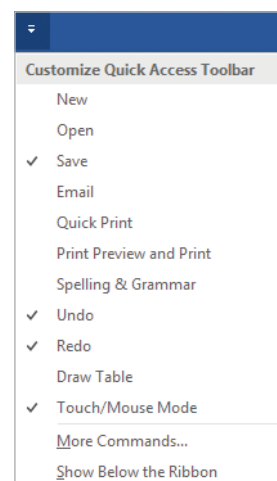 Customize Quick Access Toolbar
New
Open
Save
Email
Quick Print
Print Preview and Print
Spelling & Grammar
Undo
Redo
Draw Table
Touch/Mouse Mode
More Commands...
Show Below the Ribbon